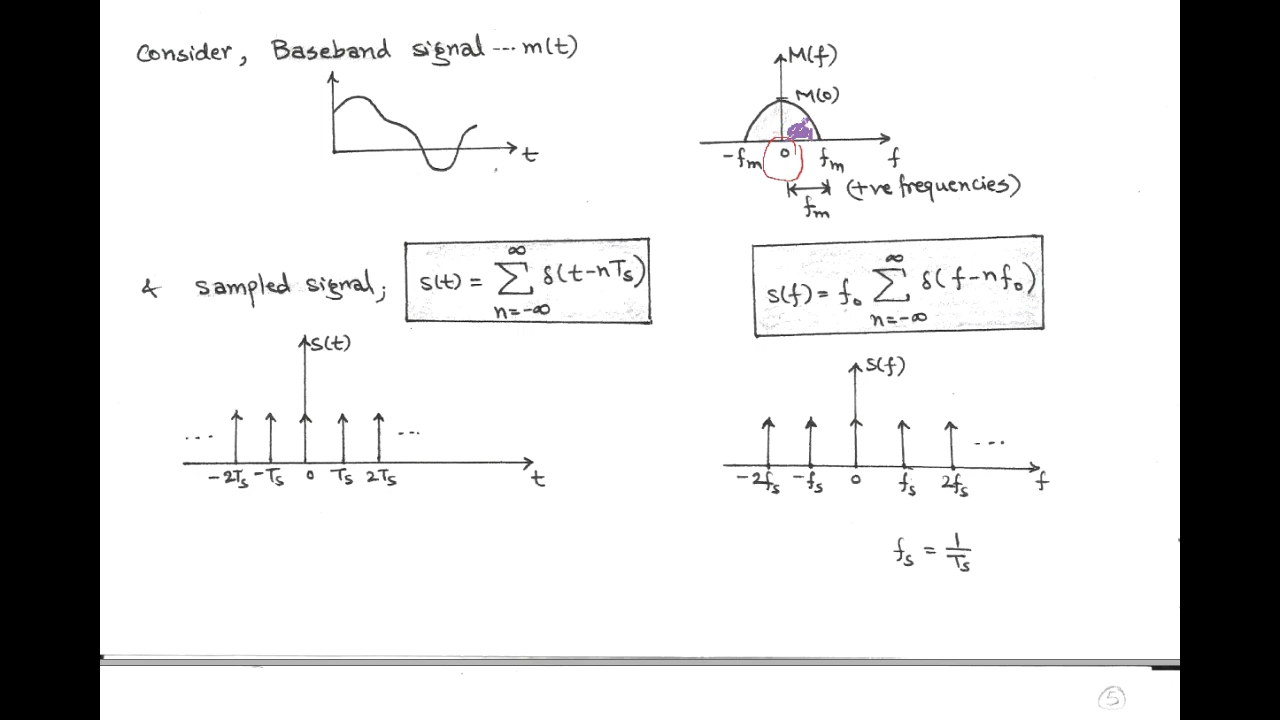 Consider, Baseband signal ... m(t)
M(f)
M(0)
t
-fm 0 fm f
fm (+ve frequencies)
& sampled signal; s(t) = ∑ δ(t-nTs) n=-∞ ∞
s(f) = f₀ ∑ δ(f-nf₀) n=-∞ ∞
s(t)
... -2Ts -Ts 0 Ts 2Ts ... t
s(f)
-2fs -fs 0 fs 2fs ... f
fs = 1/Ts
5